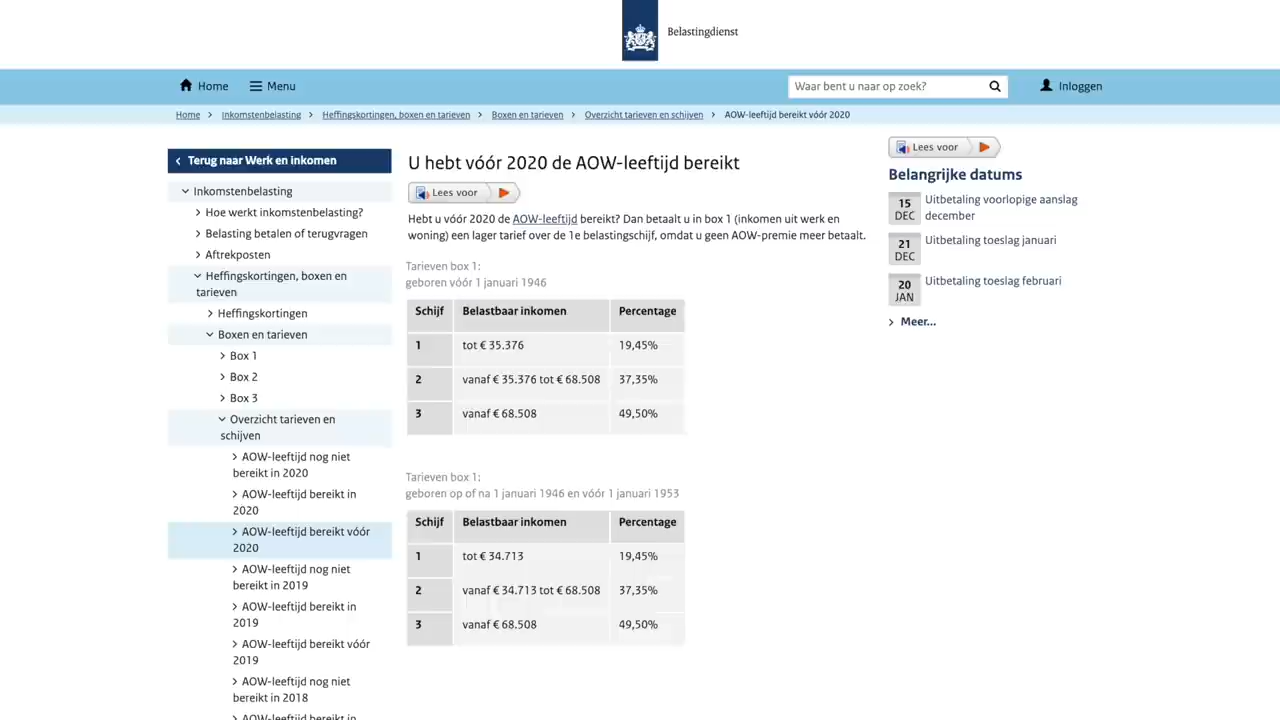 Belastingdienst
Home
Menu
Waar bent u naar op zoek?
Inloggen
Home > Inkomstenbelasting > Heffingskortingen, boxen en tarieven > Boxen en tarieven > Overzicht tarieven en schijven > AOW-leeftijd bereikt vóór 2020
Terug naar Werk en inkomen
Inkomstenbelasting
Hoe werkt inkomstenbelasting?
Belasting betalen of terugvragen
Aftrekposten
Heffingskortingen, boxen en
tarieven
Heffingskortingen
Boxen en tarieven
Box 1
Box 2
Box 3
Overzicht tarieven en
schijven
AOW-leeftijd nog niet
bereikt in 2020
AOW-leeftijd bereikt in
2020
AOW-leeftijd bereikt vóór
2020
AOW-leeftijd nog niet
bereikt in 2019
AOW-leeftijd bereikt in
2019
AOW-leeftijd bereikt vóór
2019
AOW-leeftijd nog niet
bereikt in 2018
AOW-leeftijd bereikt in
U hebt vóór 2020 de AOW-leeftijd bereikt
Lees voor
Hebt u vóór 2020 de AOW-leeftijd bereikt? Dan betaalt u in box 1 (inkomen uit werk en
woning) een lager tarief over de 1e belastingschijf, omdat u geen AOW-premie meer betaalt.
Tarieven box 1:
geboren vóór 1 januari 1946
Schijf Belastbaar inkomen Percentage
1 tot € 35.376 19,45%
2 vanaf € 35.376 tot € 68.508 37,35%
3 vanaf € 68.508 49,50%
Tarieven box 1:
geboren op of na 1 januari 1946 en vóór 1 januari 1953
Schijf Belastbaar inkomen Percentage
1 tot € 34.713 19,45%
2 vanaf € 34.713 tot € 68.508 37,35%
3 vanaf € 68.508 49,50%
Lees voor
Belangrijke datums
15 DEC Uitbetaling voorlopige aanslag
december
21 DEC Uitbetaling toeslag januari
20 JAN Uitbetaling toeslag februari
Meer...